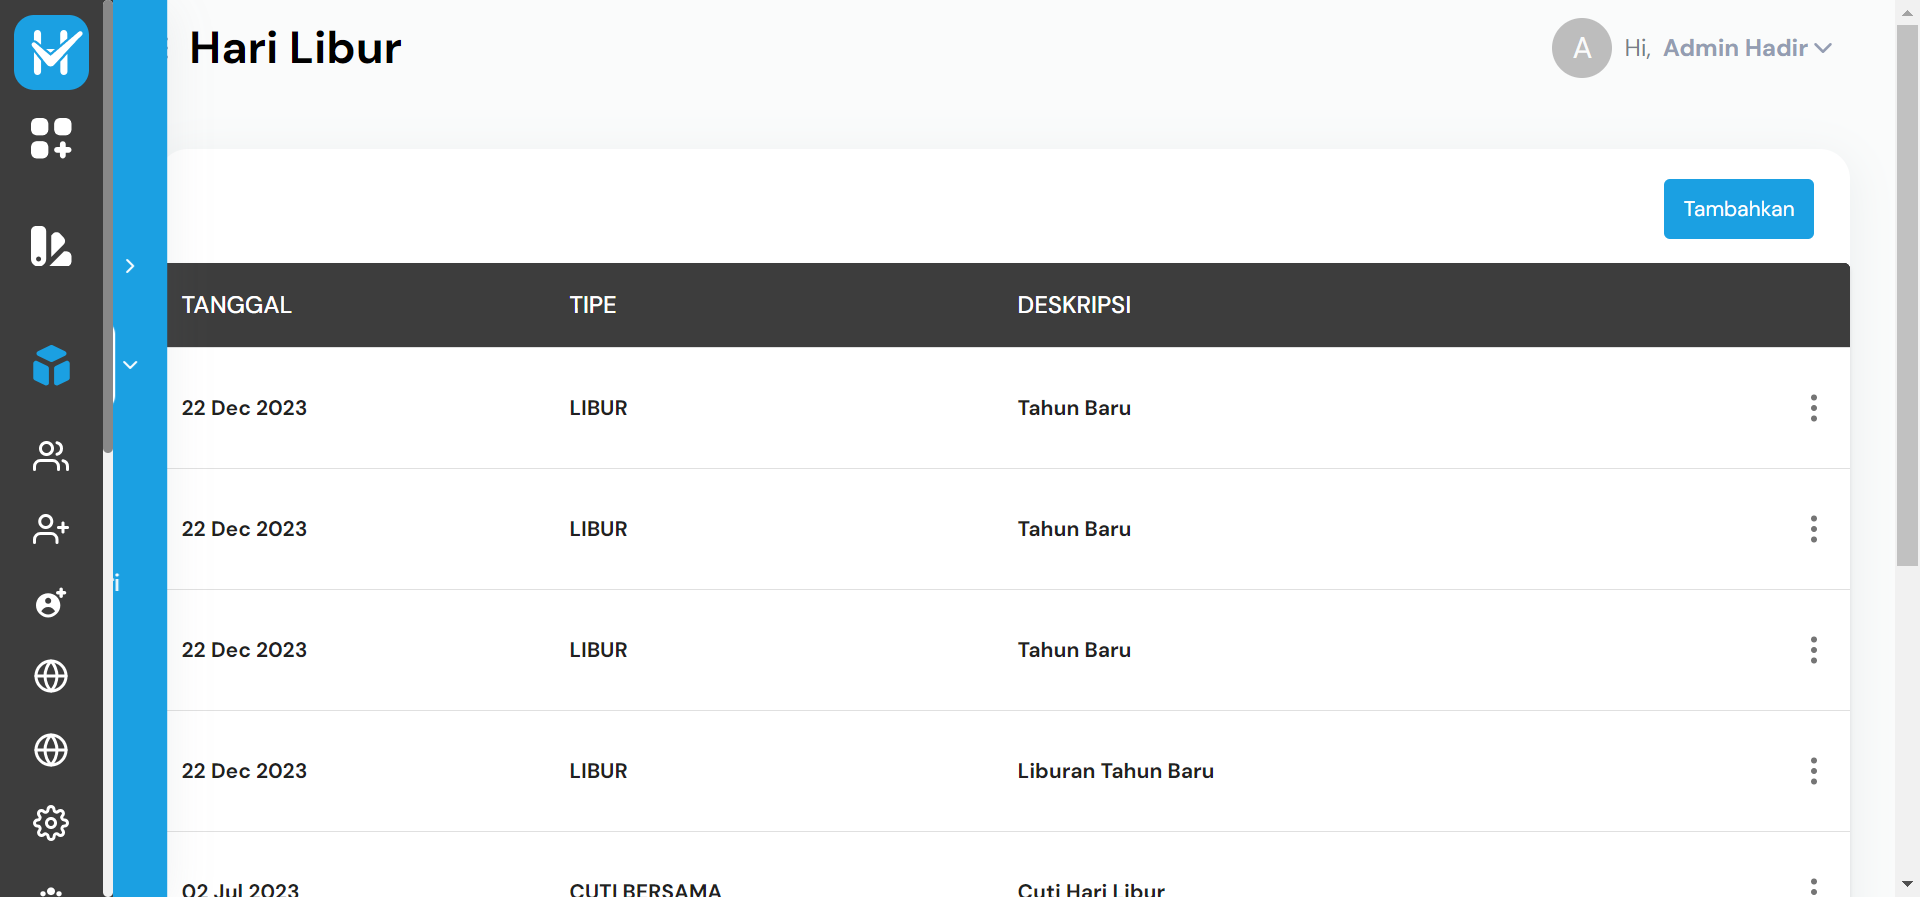 Hari Libur
A Hi, Admin Hadir
Tambahkan
TANGGAL TIPE DESKRIPSI
22 Dec 2023 LIBUR Tahun Baru
22 Dec 2023 LIBUR Tahun Baru
22 Dec 2023 LIBUR Tahun Baru
22 Dec 2023 LIBUR Liburan Tahun Baru
02 Jul 2023 CUTI BERSAMA Cuti Hari Libur